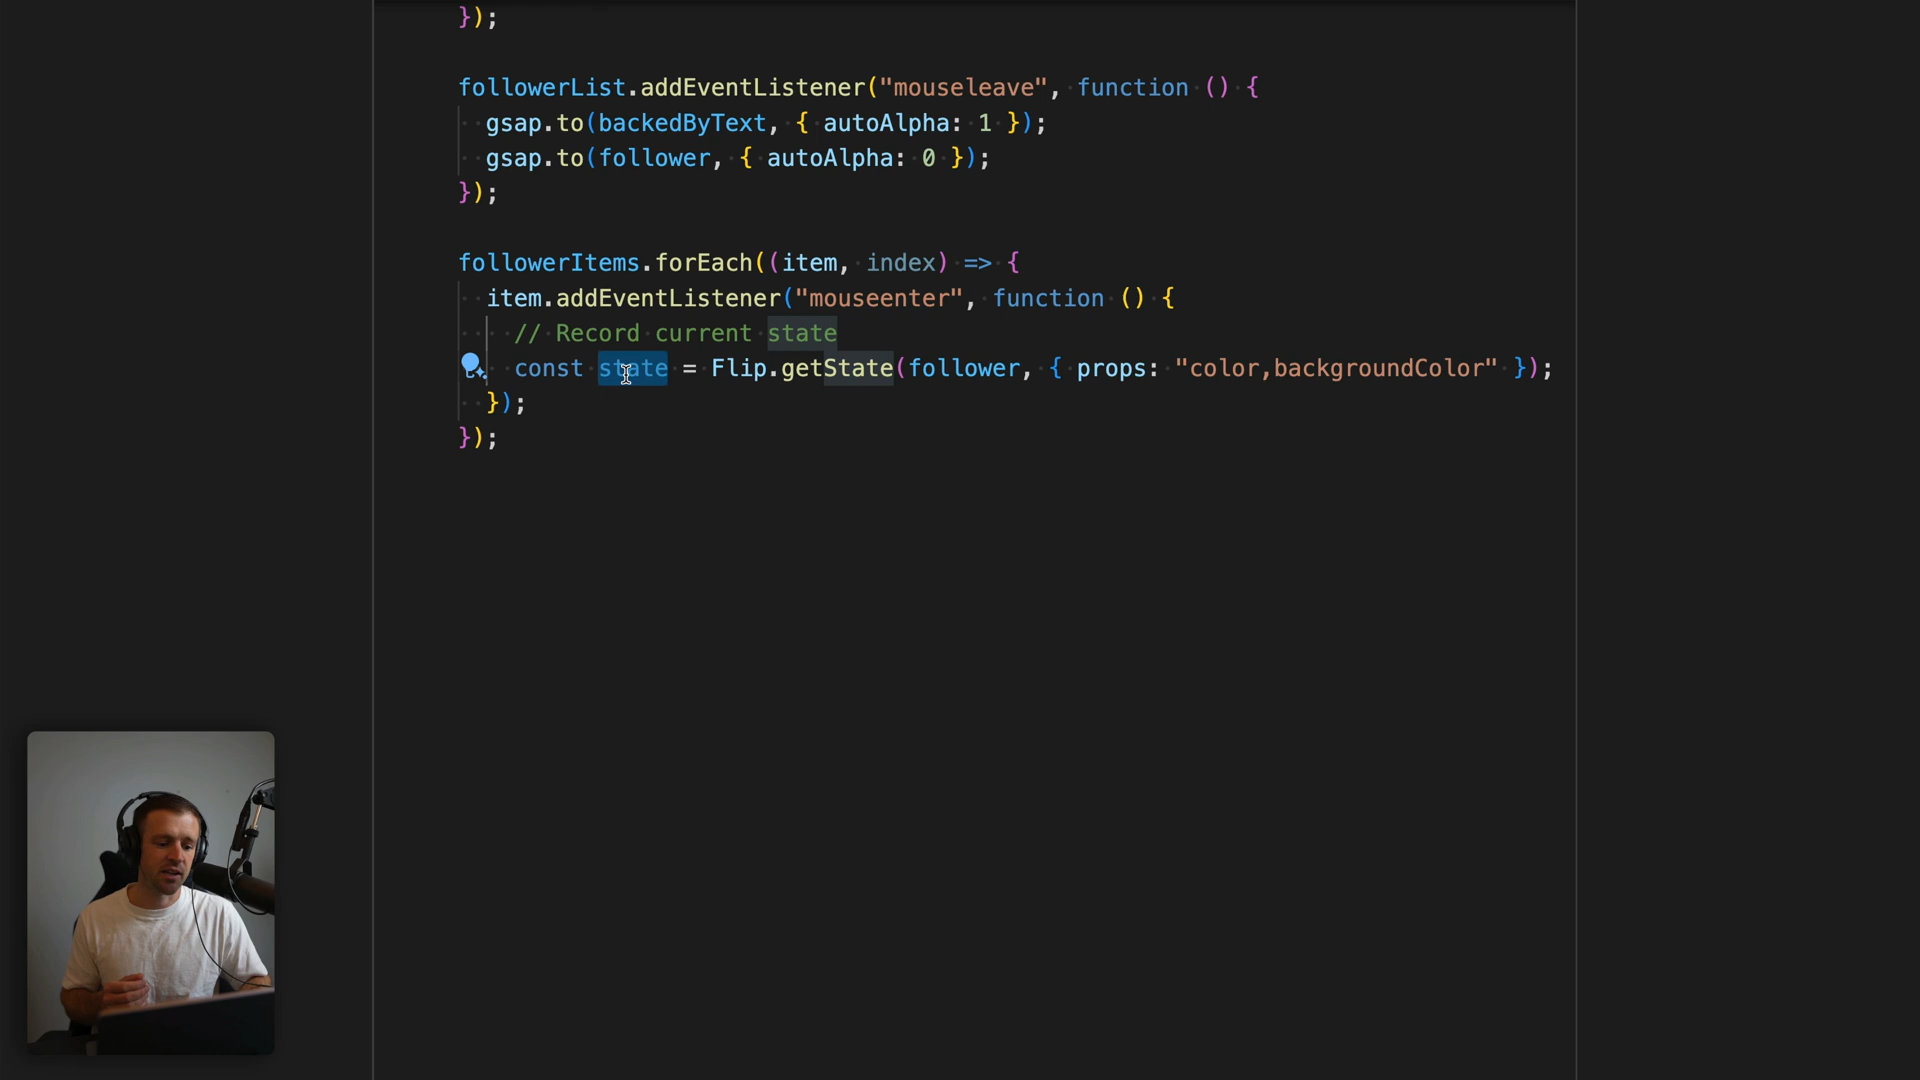 });
followerList.addEventListener("mouseleave", function () {
gsap.to(backedByText, { autoAlpha: 1 });
gsap.to(follower, { autoAlpha: 0 });
});
followerItems.forEach((item, index) => {
item.addEventListener("mouseenter", function () {
// Record current state
const state = Flip.getState(follower, { props: "color,backgroundColor" });
});
});